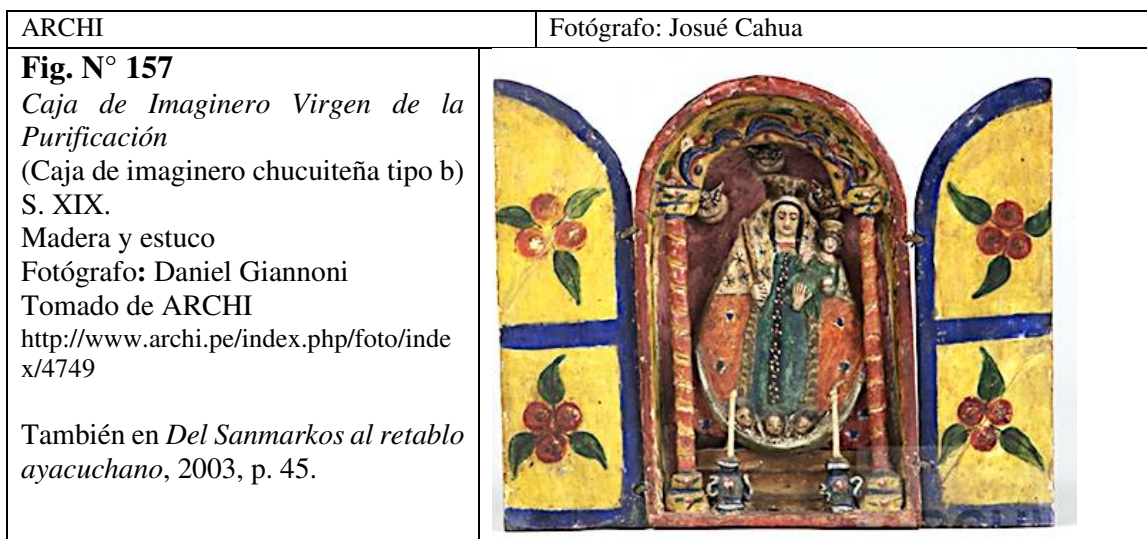 ARCHI
Fotógrafo: Josué Cahua
Fig. N° 157
Caja de Imaginero Virgen de la
Purificación
(Caja de imaginero chucuiteña tipo b)
S. XIX.
Madera y estuco
Fotógrafo: Daniel Giannoni
Tomado de ARCHI
http://www.archi.pe/index.php/foto/inde
x/4749
También en Del Sanmarkos al retablo
ayacuchano, 2003, p. 45.